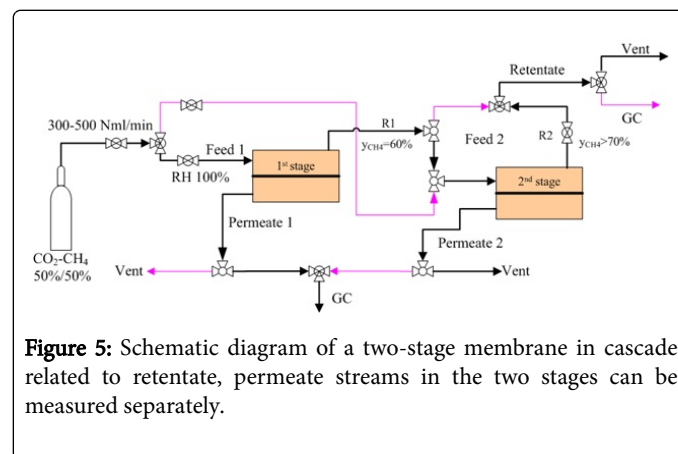 Vent
Retentate
GC
300-500 Nml/min
R1
Feed 1
Feed 2
R2
yCH4=60%
yCH4>70%
1st stage
RH 100%
2nd stage
Permeate 1
Permeate 2
CO2-CH4
50%/50%
Vent
Vent
GC
Figure 5: Schematic diagram of a two-stage membrane in cascade
related to retentate, permeate streams in the two stages can be
measured separately.